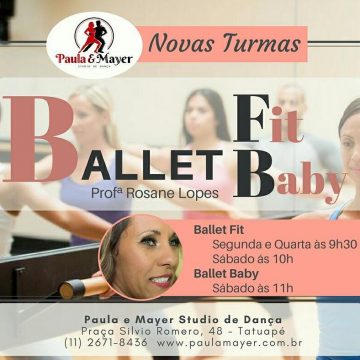 Paula & Mayer
STUDIO DE DANÇA
Novas Turmas
BALLET Fit Baby
Profª Rosane Lopes
Ballet Fit
Segunda e Quarta às 9h30
Sábado às 10h
Ballet Baby
Sábado às 11h
Paula e Mayer Studio de Dança
Praça Silvio Romero, 48 - Tatuapé
(11) 2671-8436 www.paulamayer.com.br